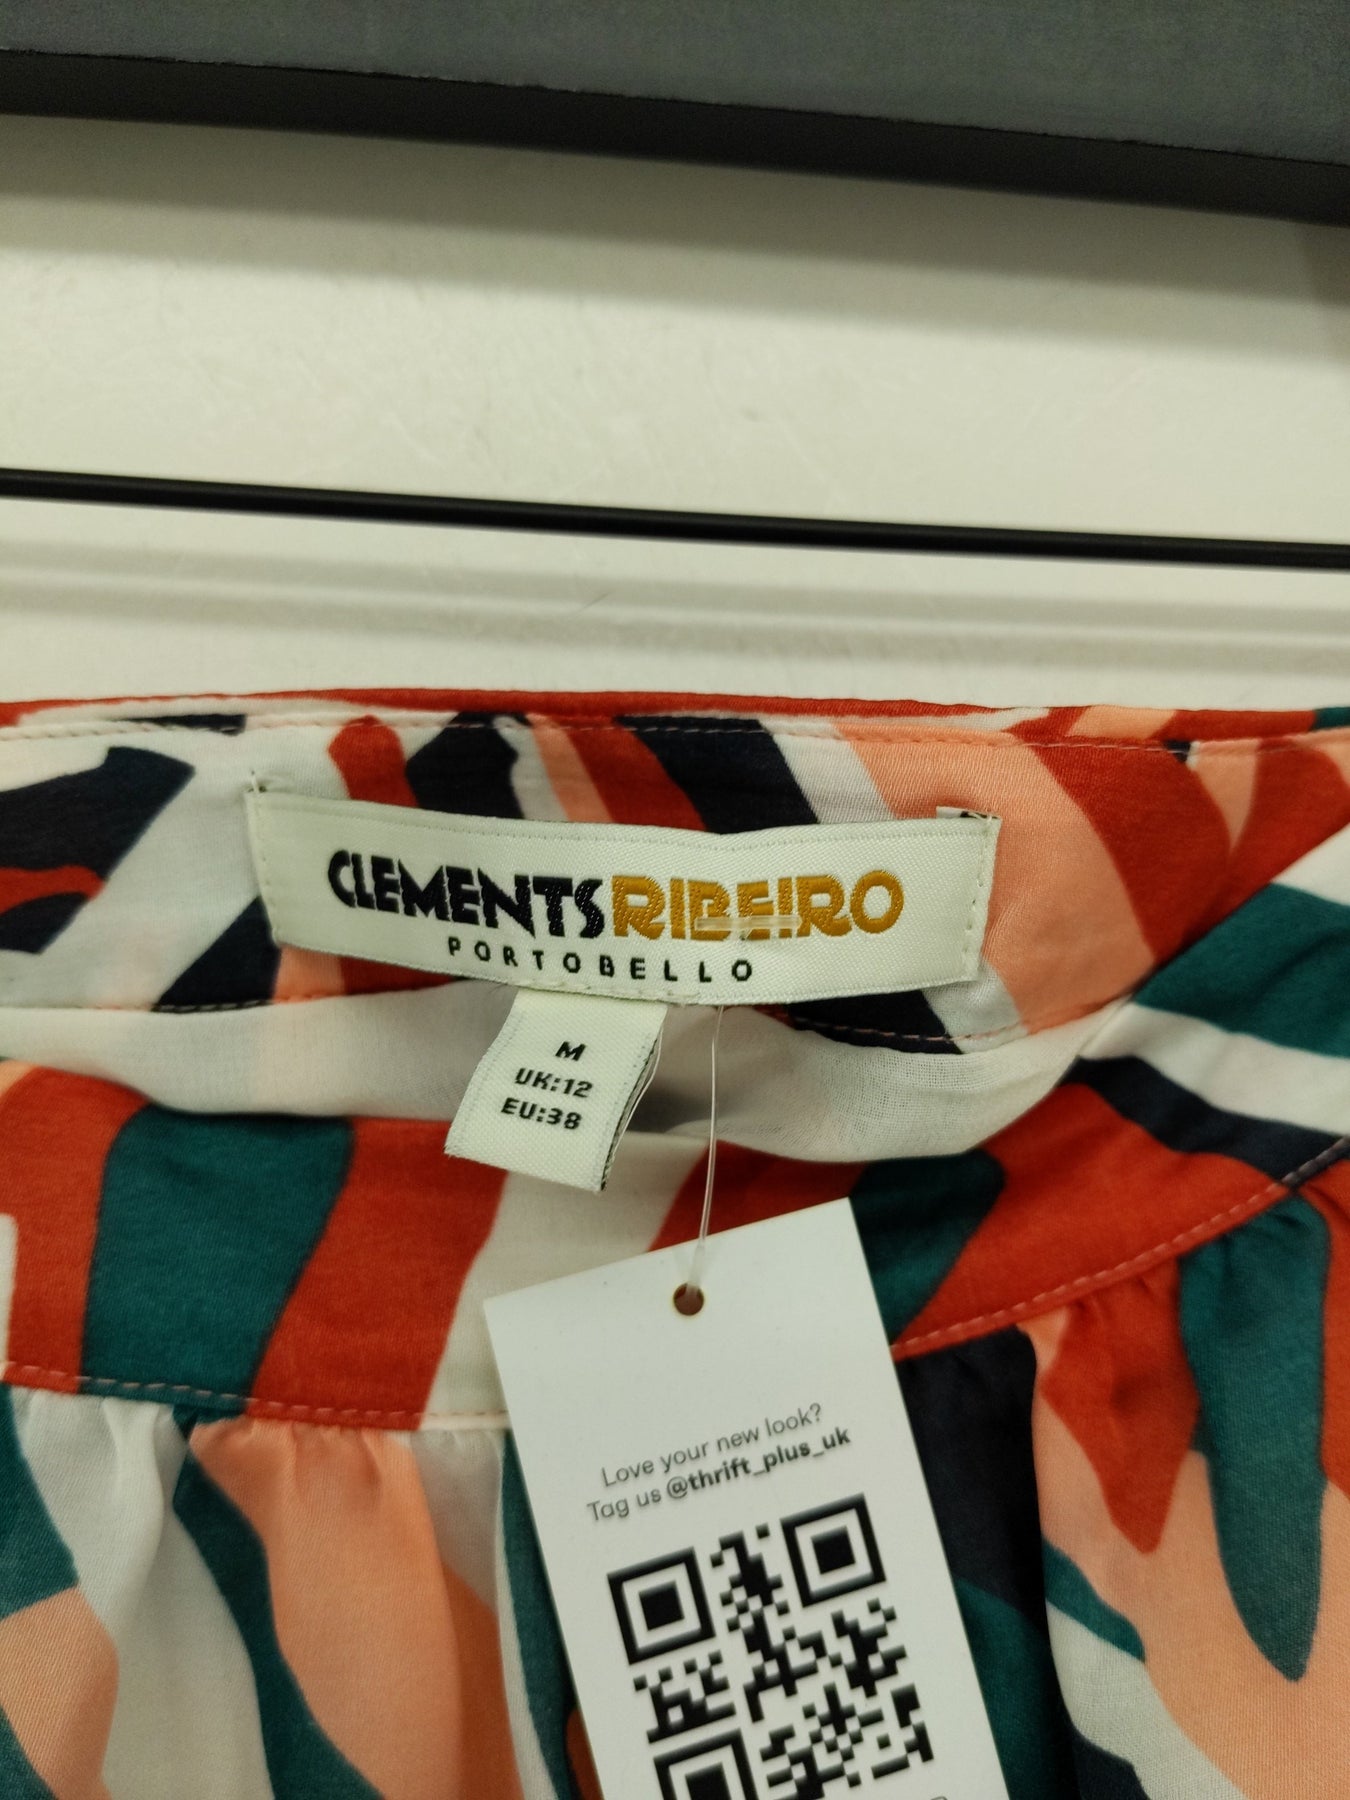 CLEMENTSRIBEIRO
PORTOBELLO
M
UK:12
EU:38
Love your new look?
Tag us @thrift_plus_uk